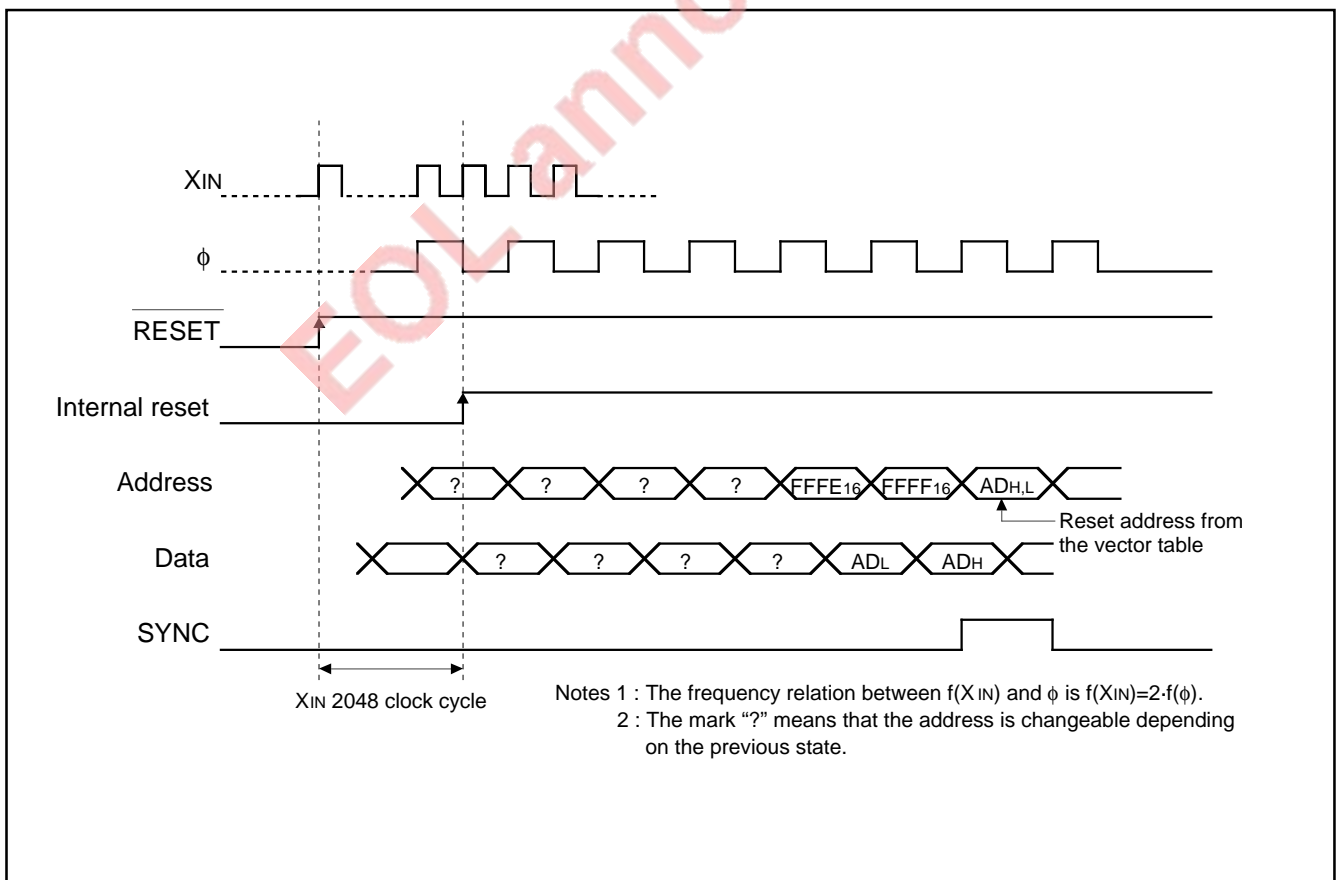 EOL anno
XIN
ϕ
RESET
Internal reset
Address
? ? ? ? FFFE16 FFFF16 ADH,L
Reset address from
the vector table
Data
? ? ? ? ADL ADH
SYNC
XIN 2048 clock cycle
Notes 1 : The frequency relation between f(XIN) and ϕ is f(XIN)=2·f(ϕ).
2 : The mark “?” means that the address is changeable depending
on the previous state.